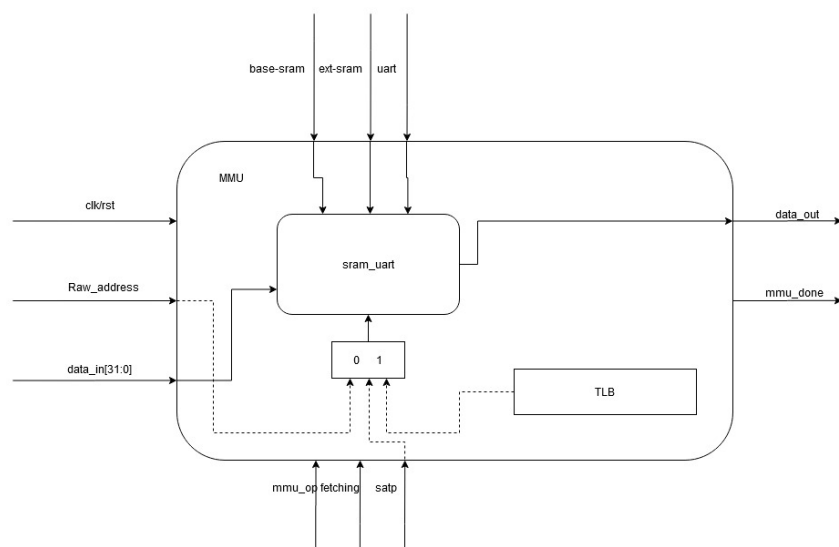 base-sram
ext-sram
uart
MMU
clk/rst
data_out
sram_uart
Raw_address
mmu_done
0 1
data_in[31:0]
TLB
mmu_op
fetching
satp